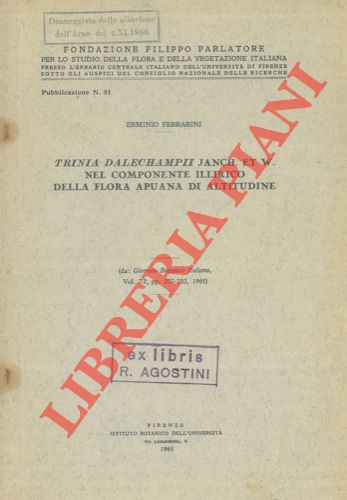 Danneggiato dalla alluvione
dell'Arno del 4.XI.1966
FONDAZIONE FILIPPO PARLATORE
PER LO STUDIO DELLA FLORA E DELLA VEGETAZIONE ITALIANA
PRESSO L'ERBARIO CENTRALE ITALIANO DELL'UNIVERSITÀ DI FIRENZE
SOTTO GLI AUSPICI DEL CONSIGLIO NAZIONALE DELLE RICERCHE
Pubblicazione N. 81
ERMINIO FERRARINI
TRINIA DALECHAMPII JANCH. ET W.
NEL COMPONENTE ILLIRICO
DELLA FLORA APUANA DI ALTITUDINE
(da: Giornale Botanico Italiano,
Vol. 72, pp. 1965)
ex libris
R. AGOSTINI
FIRENZE
ISTITUTO BOTANICO DELL'UNIVERSITÀ
VIA LAMARMORA, 4
1965
LIBRERIA PIANI